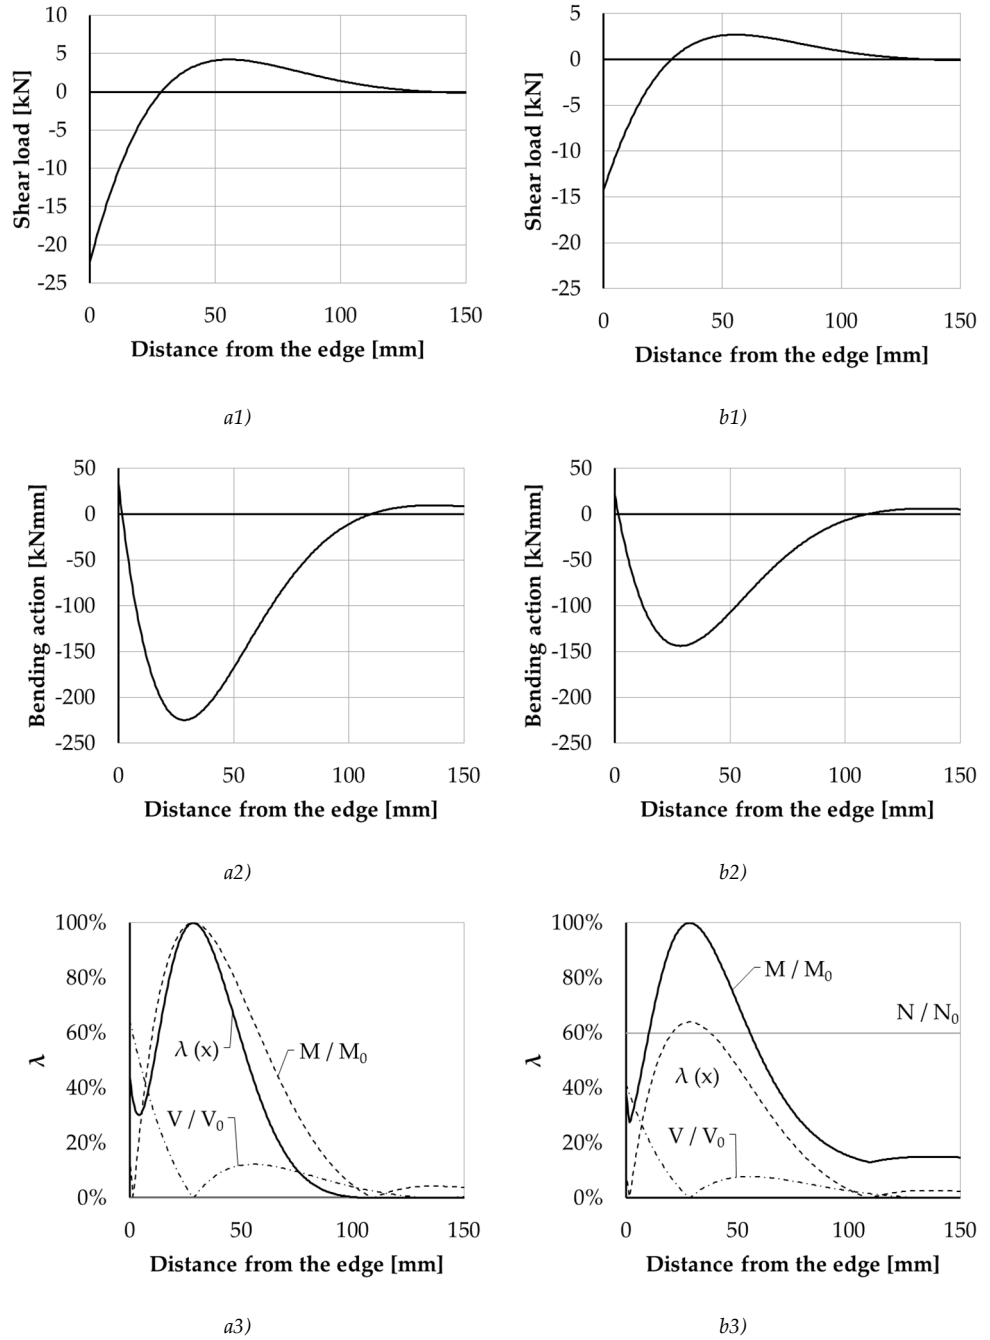 10
5
0
-5
-10
-15
-20
-25
Shear load [kN]
0 50 100 150
Distance from the edge [mm]
a1)
5
0
-5
-10
-15
-20
-25
Shear load [kN]
0 50 100 150
Distance from the edge [mm]
b1)
50
0
-50
-100
-150
-200
-250
Bending action [kNmm]
0 50 100 150
Distance from the edge [mm]
a2)
50
0
-50
-100
-150
-200
-250
Bending action [kNmm]
0 50 100 150
Distance from the edge [mm]
b2)
100%
80%
60%
40%
20%
0%
λ
λ (x)
M / M₀
V / V₀
0 50 100 150
Distance from the edge [mm]
a3)
100%
80%
60%
40%
20%
0%
λ
M / M₀
N / N₀
λ (x)
V / V₀
0 50 100 150
Distance from the edge [mm]
b3)